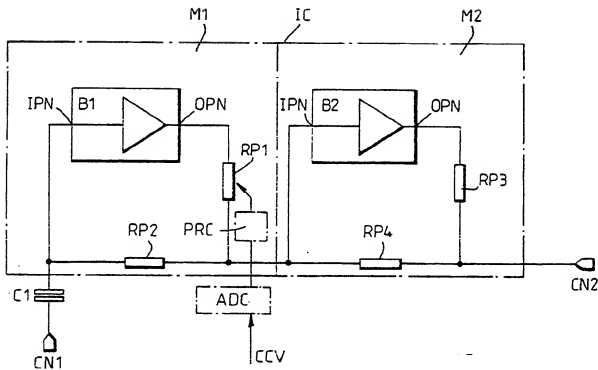 M1
IC
M2
IPN
B1
OPN
IPN
B2
OPN
RP1
RP3
PRC
RP2
RP4
C1
ADC
CN2
CN1
CCV